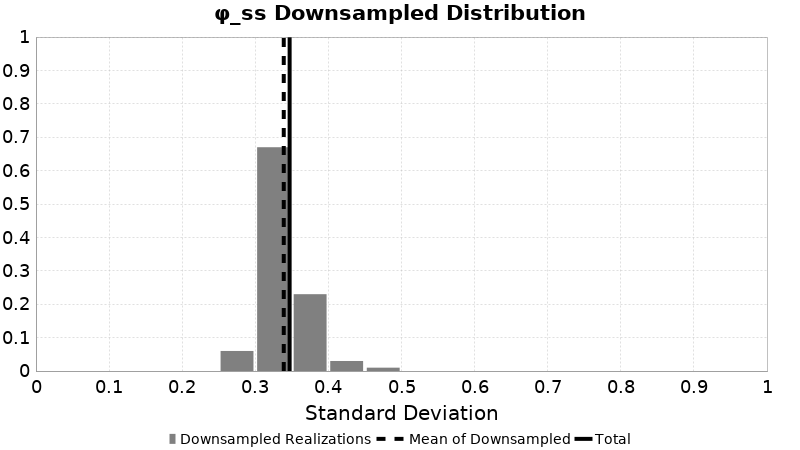 φ_ss Downsampled Distribution
1
0.9
0.8
0.7
0.6
0.5
0.4
0.3
0.2
0.1
0
0 0.1 0.2 0.3 0.4 0.5 0.6 0.7 0.8 0.9 1
Standard Deviation
Downsampled Realizations Mean of Downsampled Total